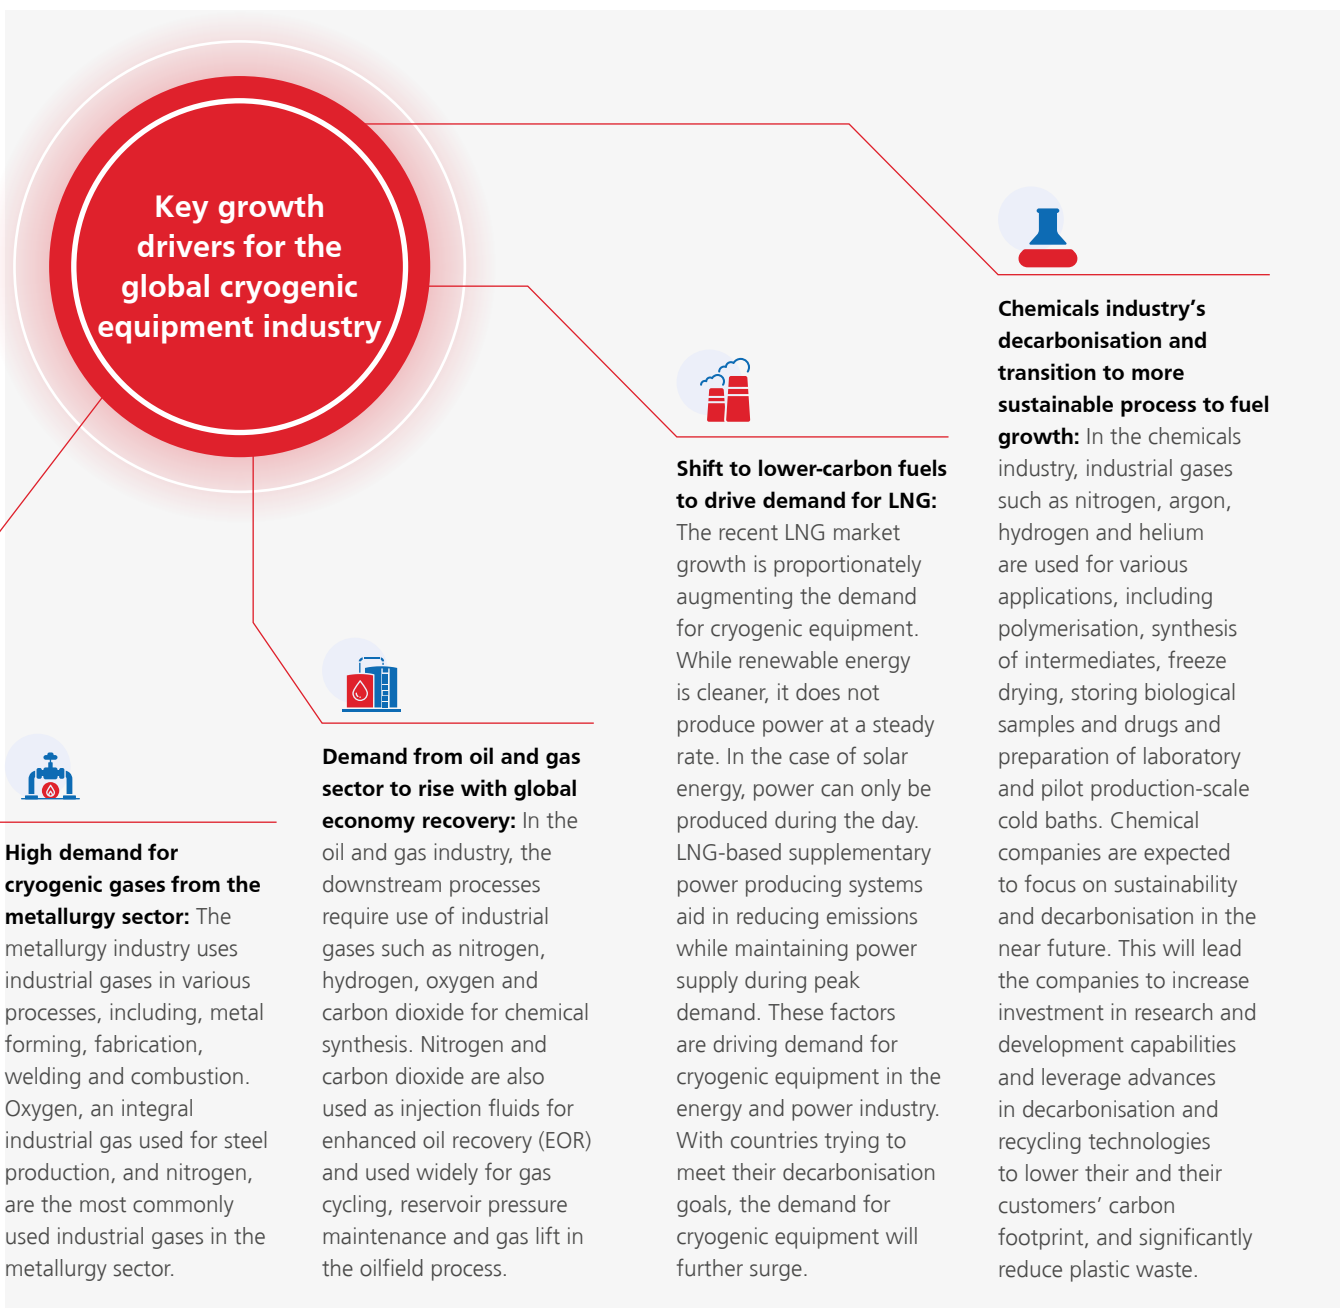 Key growth
drivers for the
global cryogenic
equipment industry
High demand for
cryogenic gases from the
metallurgy sector: The
metallurgy industry uses
industrial gases in various
processes, including, metal
forming, fabrication,
welding and combustion.
Oxygen, an integral
industrial gas used for steel
production, and nitrogen,
are the most commonly
used industrial gases in the
metallurgy sector.
Demand from oil and gas
sector to rise with global
economy recovery: In the
oil and gas industry, the
downstream processes
require use of industrial
gases such as nitrogen,
hydrogen, oxygen and
carbon dioxide for chemical
synthesis. Nitrogen and
carbon dioxide are also
used as injection fluids for
enhanced oil recovery (EOR)
and used widely for gas
cycling, reservoir pressure
maintenance and gas lift in
the oilfield process.
Shift to lower-carbon fuels
to drive demand for LNG:
The recent LNG market
growth is proportionately
augmenting the demand
for cryogenic equipment.
While renewable energy
is cleaner, it does not
produce power at a steady
rate. In the case of solar
energy, power can only be
produced during the day.
LNG-based supplementary
power producing systems
aid in reducing emissions
while maintaining power
supply during peak
demand. These factors
are driving demand for
cryogenic equipment in the
energy and power industry.
With countries trying to
meet their decarbonisation
goals, the demand for
cryogenic equipment will
further surge.
Chemicals industry’s
decarbonisation and
transition to more
sustainable process to fuel
growth: In the chemicals
industry, industrial gases
such as nitrogen, argon,
hydrogen and helium
are used for various
applications, including
polymerisation, synthesis
of intermediates, freeze
drying, storing biological
samples and drugs and
preparation of laboratory
and pilot production-scale
cold baths. Chemical
companies are expected
to focus on sustainability
and decarbonisation in the
near future. This will lead
the companies to increase
investment in research and
development capabilities
and leverage advances
in decarbonisation and
recycling technologies
to lower their and their
customers’ carbon
footprint, and significantly
reduce plastic waste.